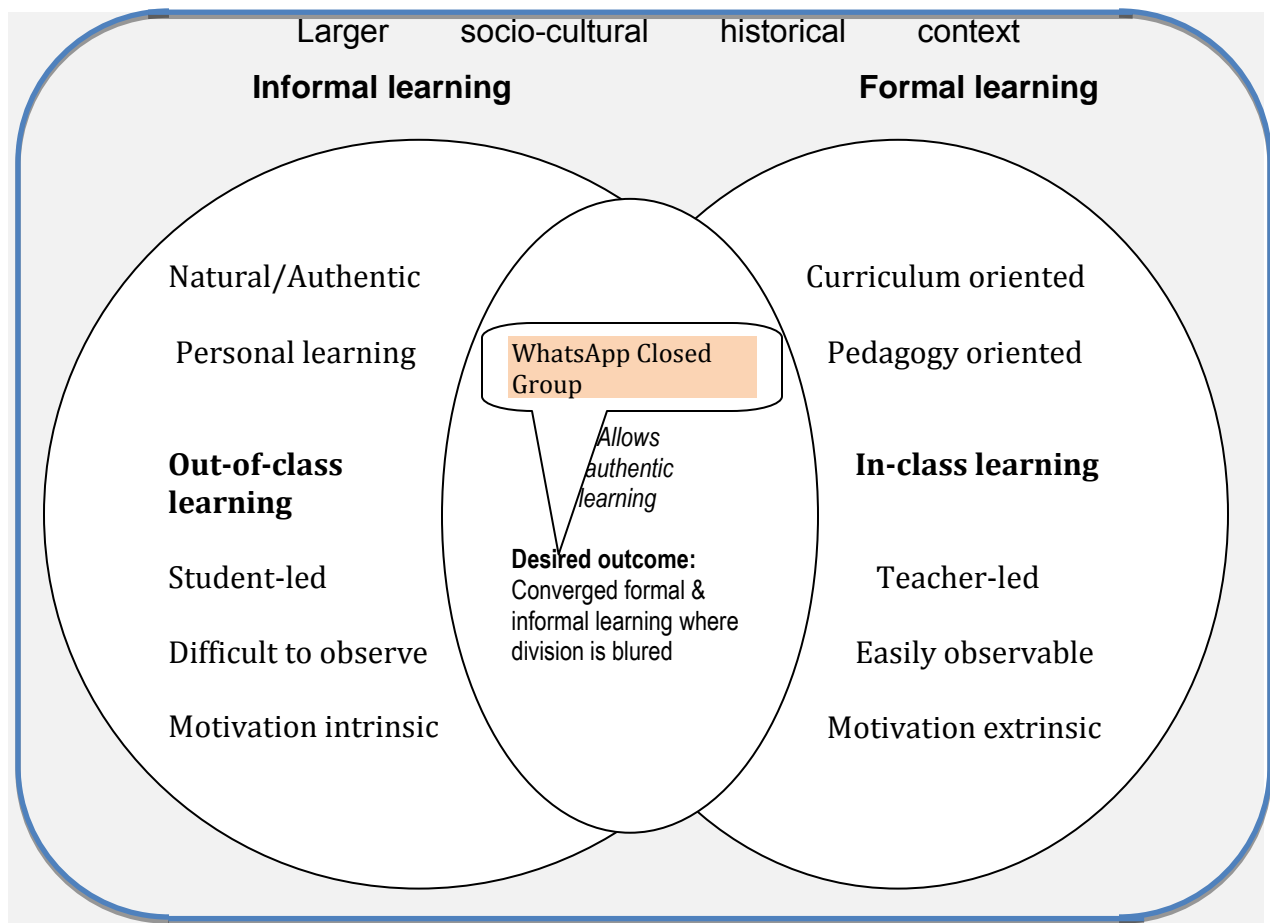 Larger socio-cultural historical context
Informal learning
Formal learning
Natural/Authentic
Personal learning
Out-of-class
learning
Student-led
Difficult to observe
Motivation intrinsic
WhatsApp Closed
Group
Allows
authentic
learning
Desired outcome:
Converged formal &
informal learning where
division is blured
Curriculum oriented
Pedagogy oriented
In-class learning
Teacher-led
Easily observable
Motivation extrinsic